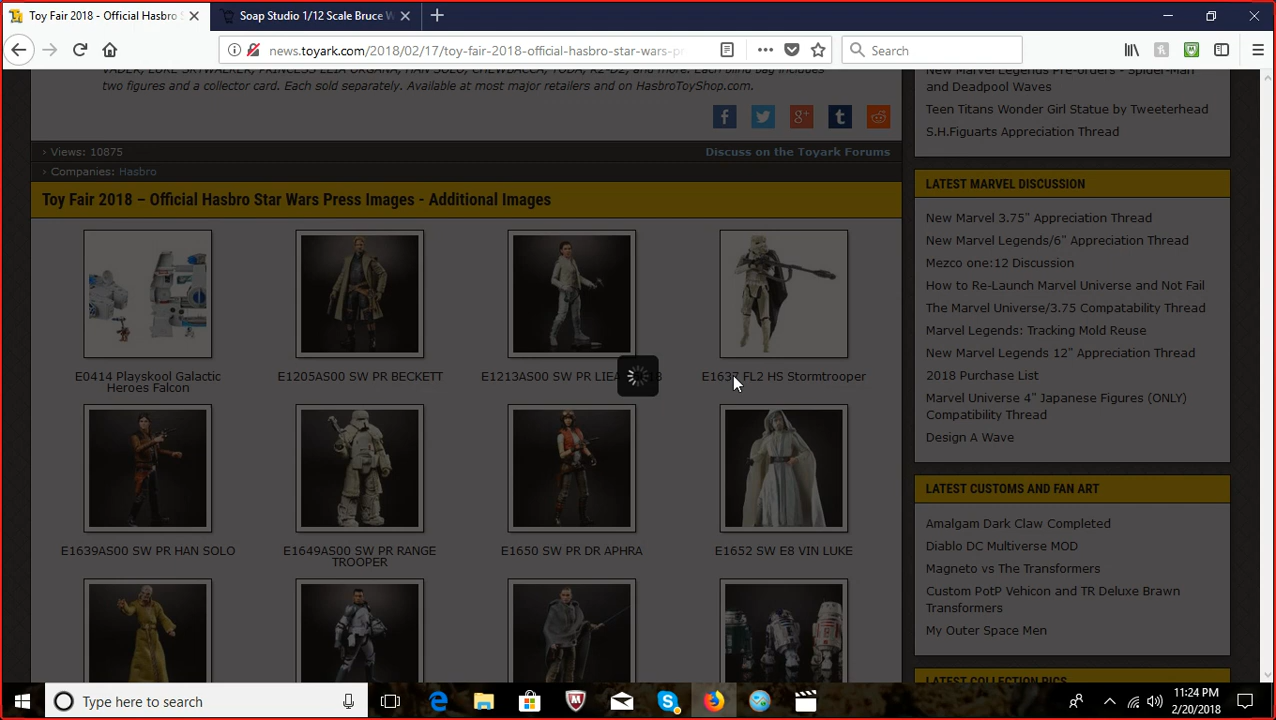 Toy Fair 2018 - Official Hasbro S
Soap Studio 1/12 Scale Bruce W
news.toyark.com/2018/02/17/toy-fair-2018-official-hasbro-star-wars-pr
Search
VADER, LUKE SKYWALKER, PRINCESS LEIA ORGANA, HAN SOLO, CHEWBACCA, YODA, R2-D2, and more. Each blind bag includes
two figures and a collector card. Each sold separately. Available at most major retailers and on HasbroToyShop.com.
› Views: 10875
Discuss on the Toyark Forums
› Companies: Hasbro
Toy Fair 2018 – Official Hasbro Star Wars Press Images - Additional Images
E0414 Playskool Galactic
Heroes Falcon
E1205AS00 SW PR BECKETT
E1213AS00 SW PR LIEA
E1637 FL2 HS Stormtrooper
E1639AS00 SW PR HAN SOLO
E1649AS00 SW PR RANGE
TROOPER
E1650 SW PR DR APHRA
E1652 SW E8 VIN LUKE
New Marvel Legends Pre-orders - Spider-Man
and Deadpool Waves
Teen Titans Wonder Girl Statue by Tweeterhead
S.H.Figuarts Appreciation Thread
LATEST MARVEL DISCUSSION
New Marvel 3.75" Appreciation Thread
New Marvel Legends/6" Appreciation Thread
Mezco one:12 Discussion
How to Re-Launch Marvel Universe and Not Fail
The Marvel Universe/3.75 Compatability Thread
Marvel Legends: Tracking Mold Reuse
New Marvel Legends 12" Appreciation Thread
2018 Purchase List
Marvel Universe 4" Japanese Figures (ONLY)
Compatibility Thread
Design A Wave
LATEST CUSTOMS AND FAN ART
Amalgam Dark Claw Completed
Diablo DC Multiverse MOD
Magneto vs The Transformers
Custom PotP Vehicon and TR Deluxe Brawn
Transformers
My Outer Space Men
LATEST COLLECTION PICS
Type here to search
11:24 PM
2/20/2018